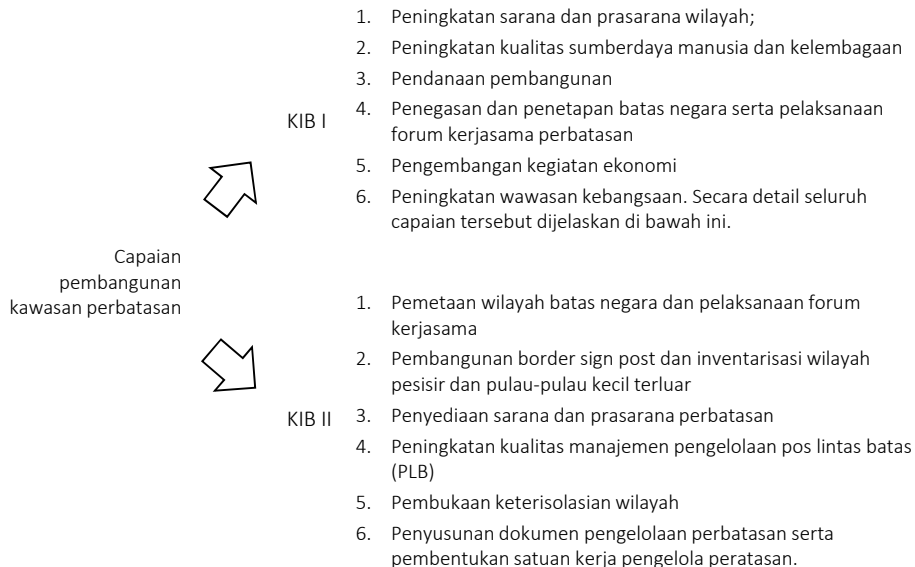 1. Peningkatan sarana dan prasarana wilayah;
2. Peningkatan kualitas sumberdaya manusia dan kelembagaan
3. Pendanaan pembangunan
KIB I
4. Penegasan dan penetapan batas negara serta pelaksanaan
forum kerjasama perbatasan
5. Pengembangan kegiatan ekonomi
6. Peningkatan wawasan kebangsaan. Secara detail seluruh
capaian tersebut dijelaskan di bawah ini.
Capaian
pembangunan
kawasan perbatasan
1. Pemetaan wilayah batas negara dan pelaksanaan forum
kerjasama
2. Pembangunan border sign post dan inventarisasi wilayah
pesisir dan pulau-pulau kecil terluar
KIB II
3. Penyediaan sarana dan prasarana perbatasan
4. Peningkatan kualitas manajemen pengelolaan pos lintas batas
(PLB)
5. Pembukaan keterisolasian wilayah
6. Penyusunan dokumen pengelolaan perbatasan serta
pembentukan satuan kerja pengelola peratasan.